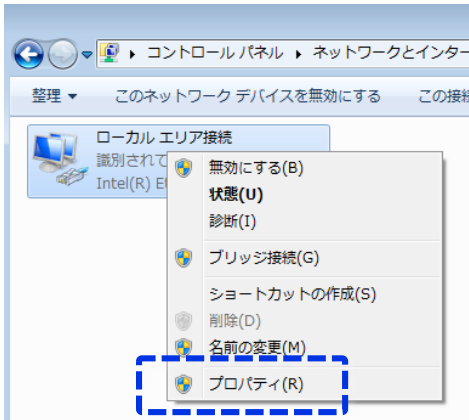 コントロール パネル ▸ ネットワークとインター
整理 ▼ このネットワーク デバイスを無効にする この接続
ローカル エリア接続
識別されて
Intel(R)
無効にする(B)
状態(U)
診断(I)
ブリッジ接続(G)
ショートカットの作成(S)
削除(D)
名前の変更(M)
プロパティ(R)